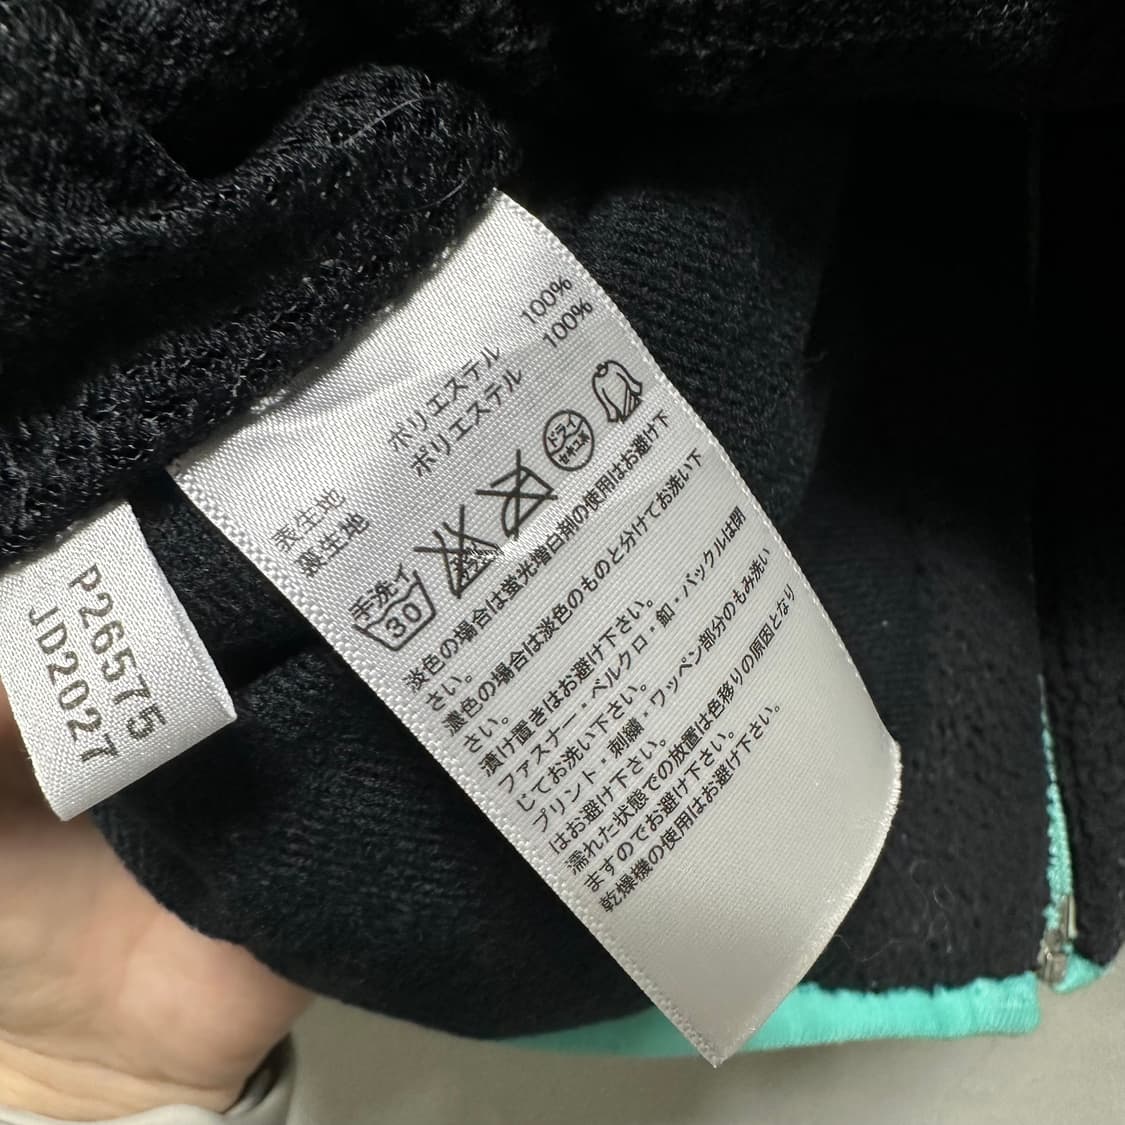 表生地 ポリエステル 100%
裏生地 ポリエステル 100%
手洗イ
30
ドライ
セキユ系
淡色の場合は蛍光増白剤の使用はお避け下
さい。
濃色の場合は淡色のものと分けてお洗い下
さい。
漬け置きはお避け下さい。
ファスナー・ベルクロ・釦・バックルは閉
じてお洗い下さい。
プリント・刺繍・ワッペン部分のもみ洗い
はお避け下さい。
濡れた状態での放置は色移りの原因となり
ますのでお避け下さい。
乾燥機の使用はお避け下さい。
P26575
JD2027